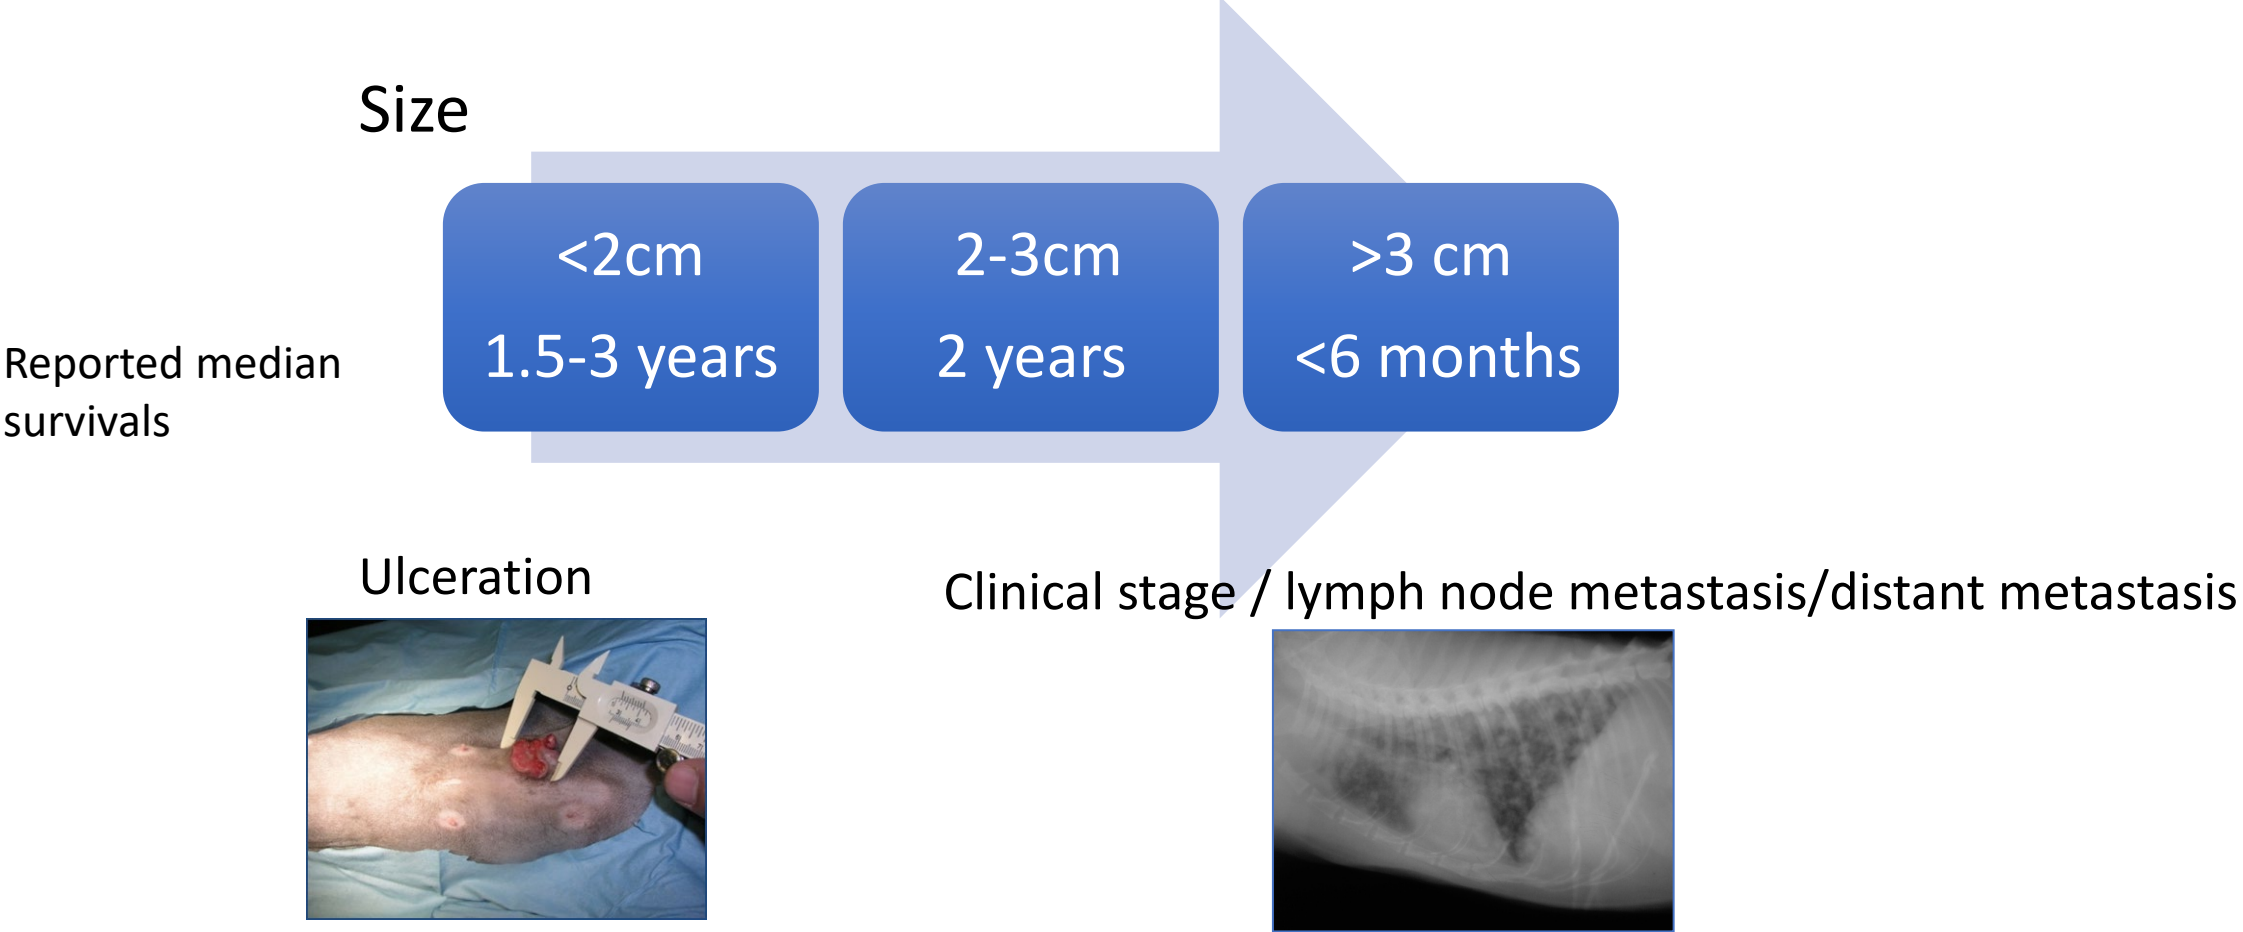 Size
<2cm
1.5-3 years
2-3cm
2 years
>3 cm
<6 months
Reported median
survivals
Ulceration
Clinical stage / lymph node metastasis/distant metastasis